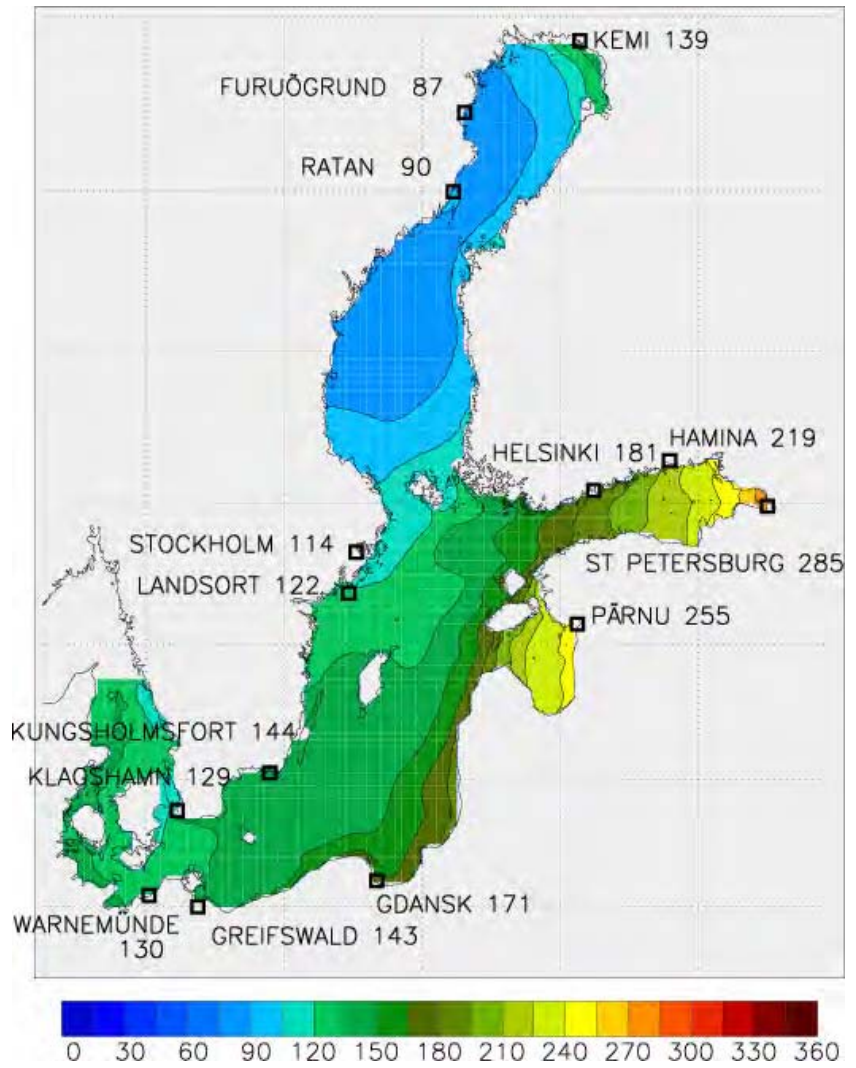 KEMI 139
FURUÕGRUND 87
RATAN 90
HELSINKI 181
HAMINA 219
STOCKHOLM 114
LANDSORT 122
ST PETERSBURG 285
PÄRNU 255
KUNGSHOLMSFORT 144
KLAGSHAMN 129
GDANSK 171
WARNEMÜNDE
130
GREIFSWALD 143
0 30 60 90 120 150 180 210 240 270 300 330 360